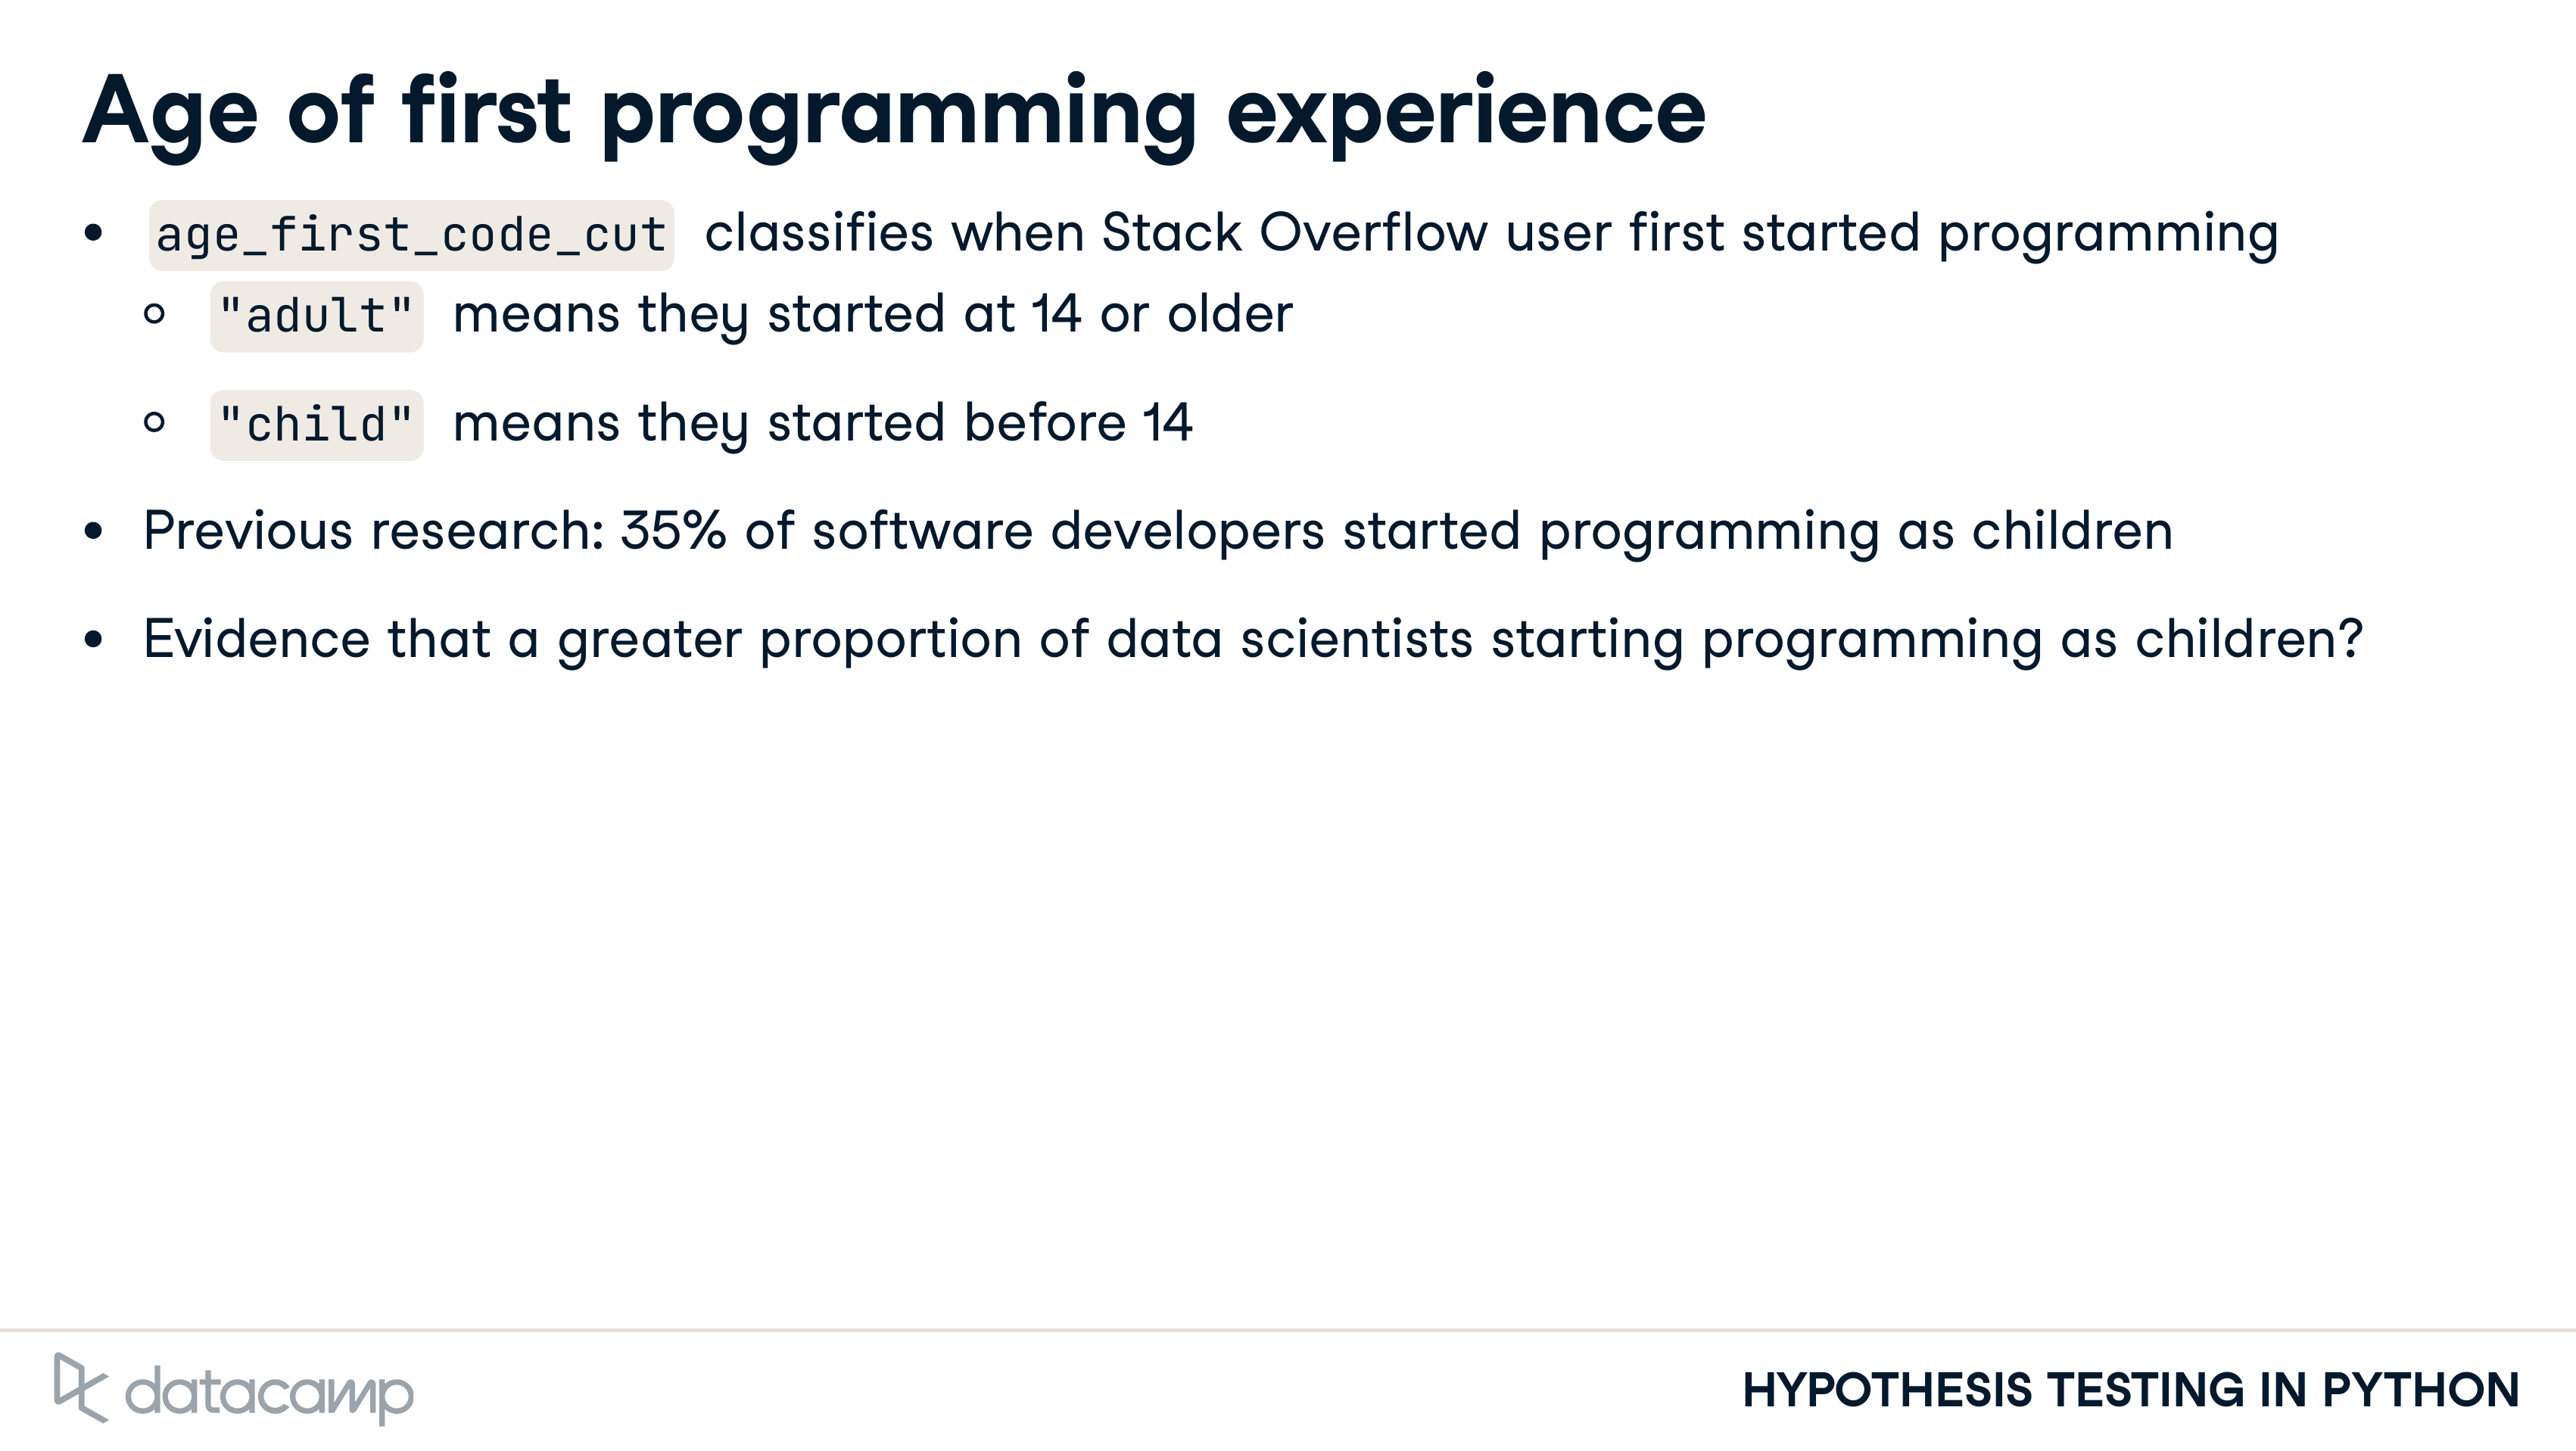 Age of first programming experience
• age_first_code_cut classifies when Stack Overflow user first started programming
○ "adult" means they started at 14 or older
○ "child" means they started before 14
• Previous research: 35% of software developers started programming as children
• Evidence that a greater proportion of data scientists starting programming as children?
datacamp
HYPOTHESIS TESTING IN PYTHON